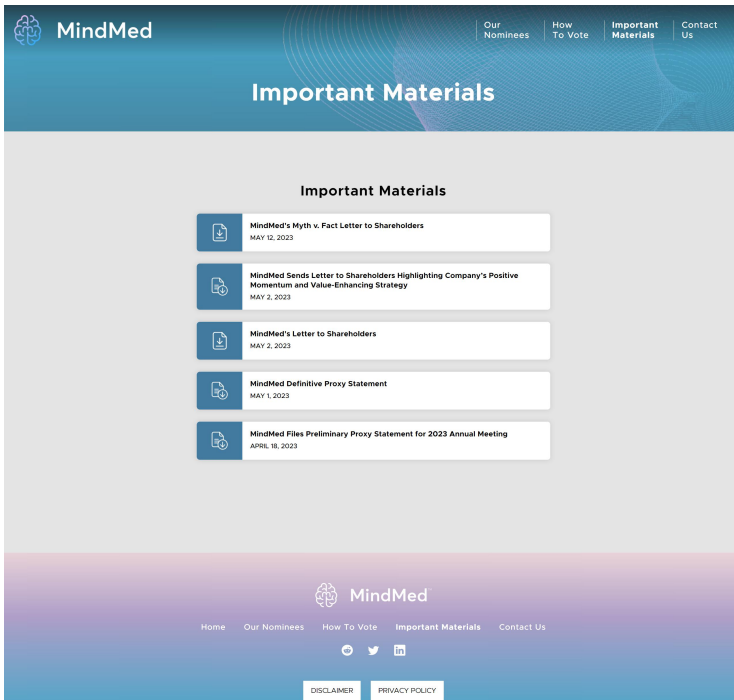 MindMed
Our
Nominees
How
To Vote
Important
Materials
Contact
Us
Important Materials
Important Materials
MindMed's Myth v. Fact Letter to Shareholders
MAY 12, 2023
MindMed Sends Letter to Shareholders Highlighting Company's Positive
Momentum and Value-Enhancing Strategy
MAY 2, 2023
MindMed's Letter to Shareholders
MAY 2, 2023
MindMed Definitive Proxy Statement
MAY 1, 2023
MindMed Files Preliminary Proxy Statement for 2023 Annual Meeting
APRIL 18, 2023
MindMed
Home Our Nominees How To Vote Important Materials Contact Us
DISCLAIMER PRIVACY POLICY